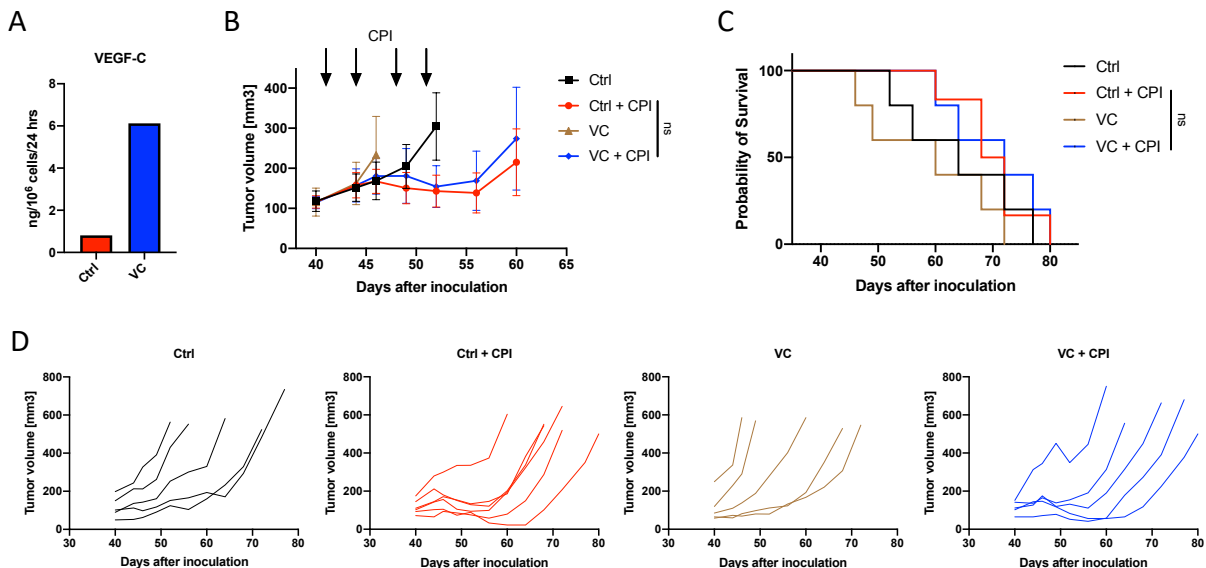 A
VEGF-C
ng/10⁶ cells/24 hrs
8
6
4
2
0
Ctrl
VC
B
CPI
Tumor volume [mm3]
400
300
200
100
0
40
45
50
55
60
65
Days after inoculation
Ctrl
Ctrl + CPI
VC
VC + CPI
ns
C
Probability of Survival
100
50
0
40
50
60
70
80
Days after inoculation
Ctrl
Ctrl + CPI
VC
VC + CPI
ns
D
Ctrl
Tumor volume [mm3]
800
600
400
200
0
30
40
50
60
70
80
Days after inoculation
Ctrl + CPI
Tumor volume [mm3]
800
600
400
200
0
30
40
50
60
70
80
Days after inoculation
VC
Tumor volume [mm3]
800
600
400
200
0
30
40
50
60
70
80
Days after inoculation
VC + CPI
Tumor volume [mm3]
800
600
400
200
0
30
40
50
60
70
80
Days after inoculation